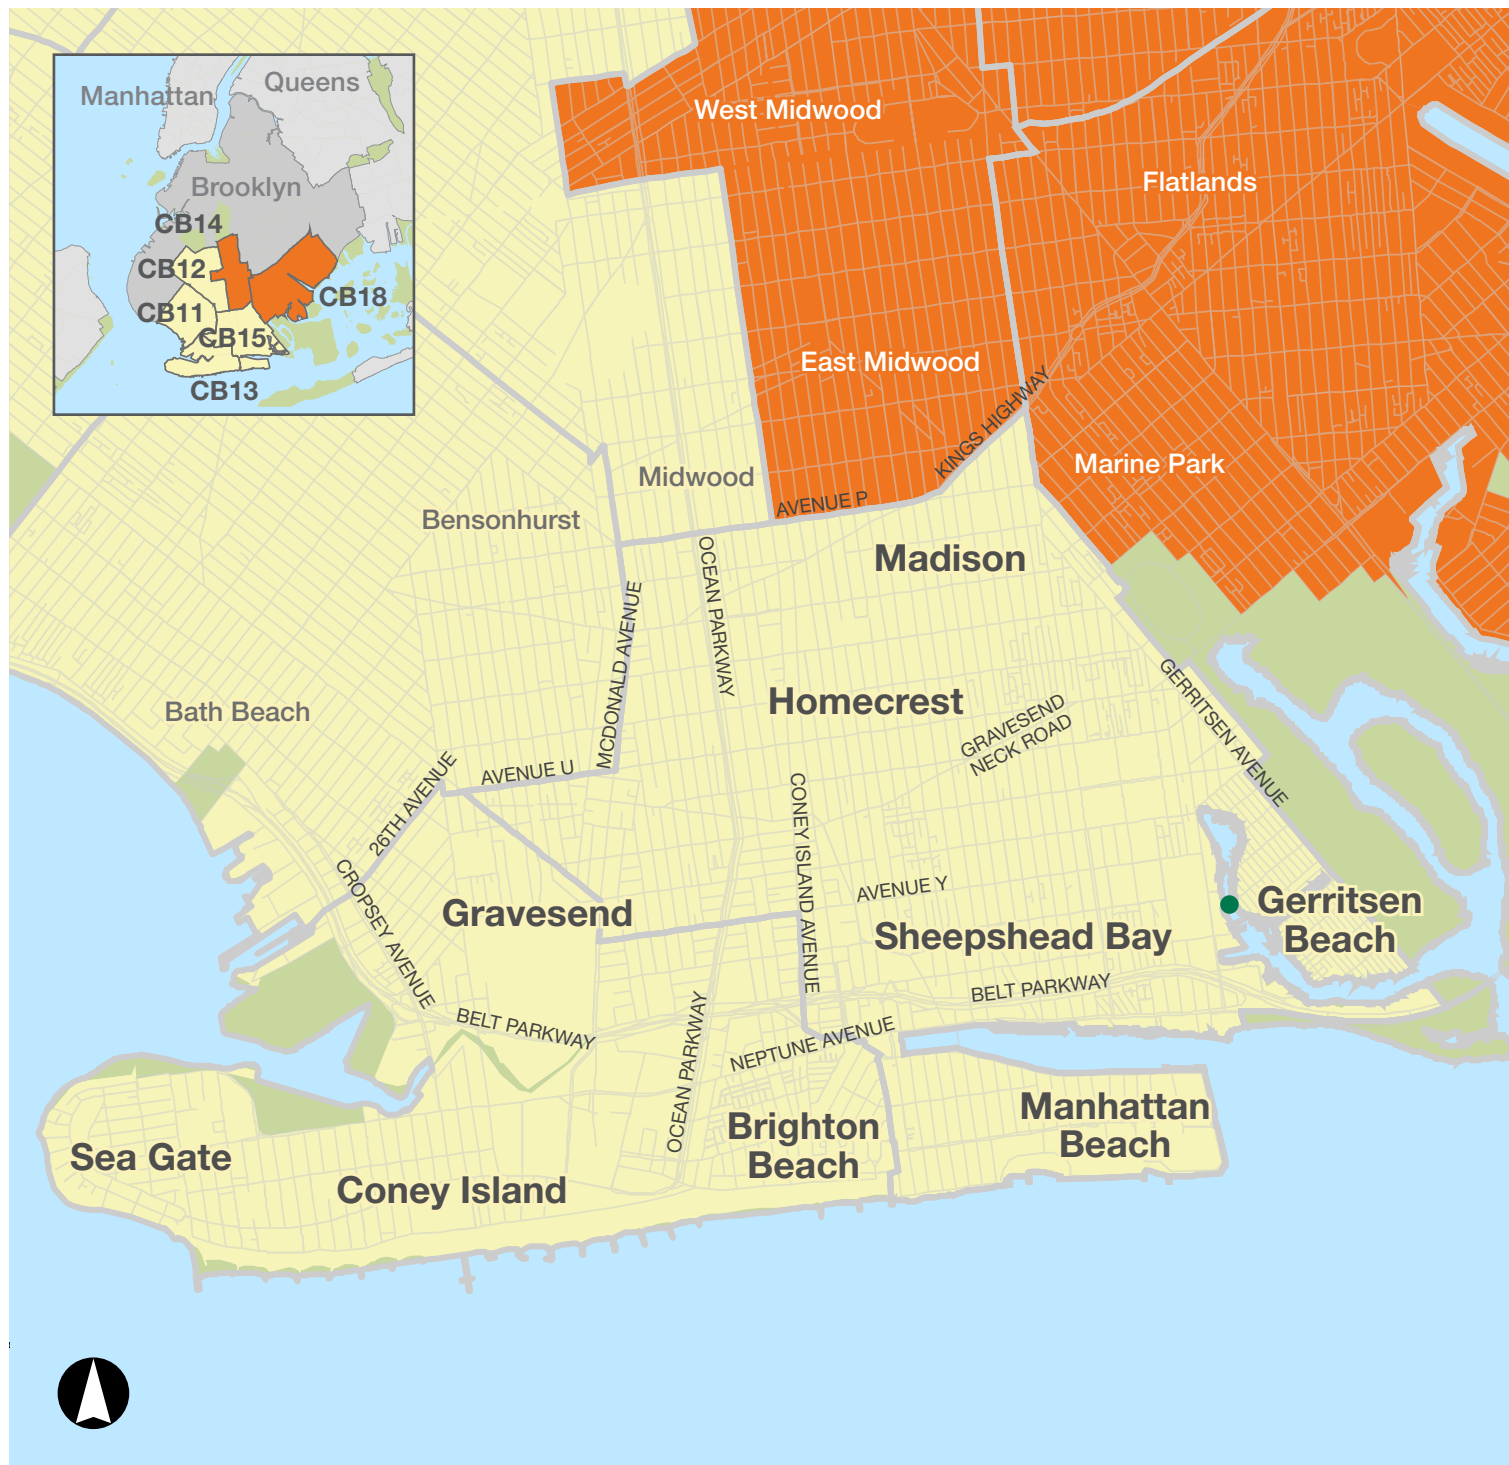 Manhattan
Queens
Brooklyn
CB14
CB12
CB18
CB11
CB15
CB13
West Midwood
Flatlands
East Midwood
KINGS HIGHWAY
Marine Park
Midwood
AVENUE P
Bensonhurst
OCEAN PARKWAY
Madison
MCDONALD AVENUE
Homecrest
GERRITSEN AVENUE
Bath Beach
GRAVESEND
NECK ROAD
26TH AVENUE
AVENUE U
CONEY ISLAND AVENUE
CROPSEY AVENUE
Gravesend
AVENUE Y
Sheepshead Bay
Gerritsen
Beach
BELT PARKWAY
BELT PARKWAY
OCEAN PARKWAY
NEPTUNE AVENUE
Manhattan
Beach
Brighton
Beach
Sea Gate
Coney Island